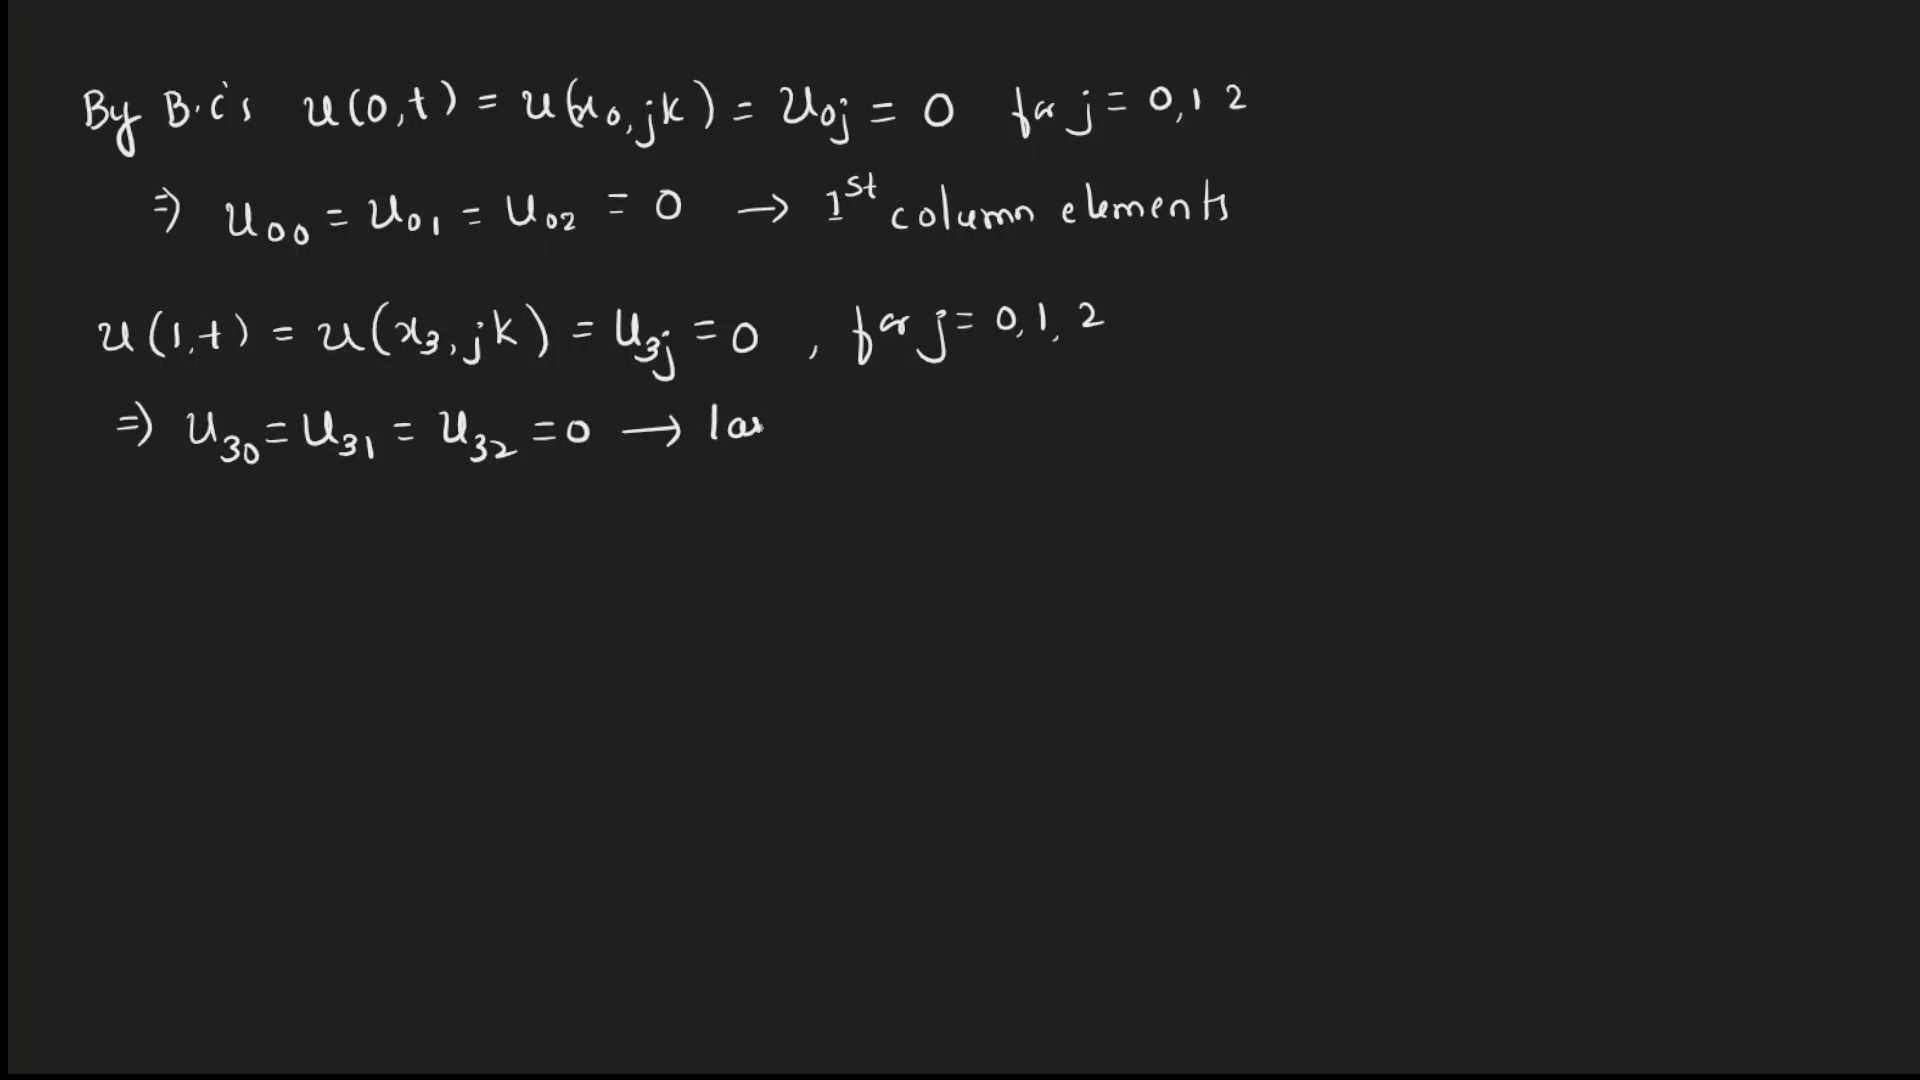 By B.C's u(0,t) = u(x₀,jk) = u₀j = 0 for j = 0,1 2
⇒ u₀₀ = u₀₁ = u₀₂ = 0 → 1st column elements
u(1,t) = u(x₃,jk) = u₃j = 0 , for j = 0,1,2
⇒ u₃₀ = u₃₁ = u₃₂ = 0 → las